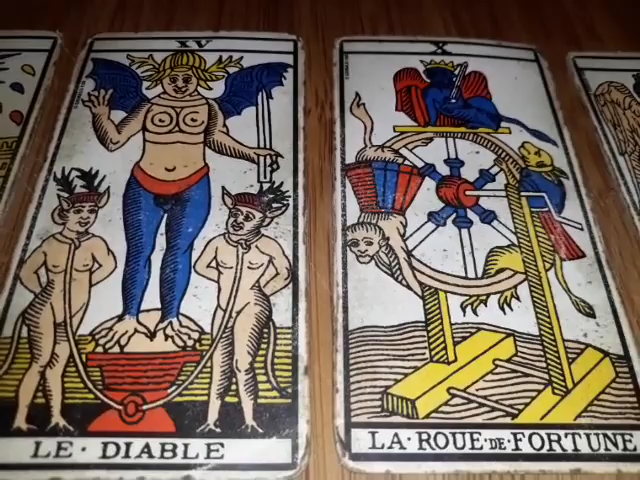 XV
LE · DIABLE
X
LA · ROUE · DE · FORTUNE